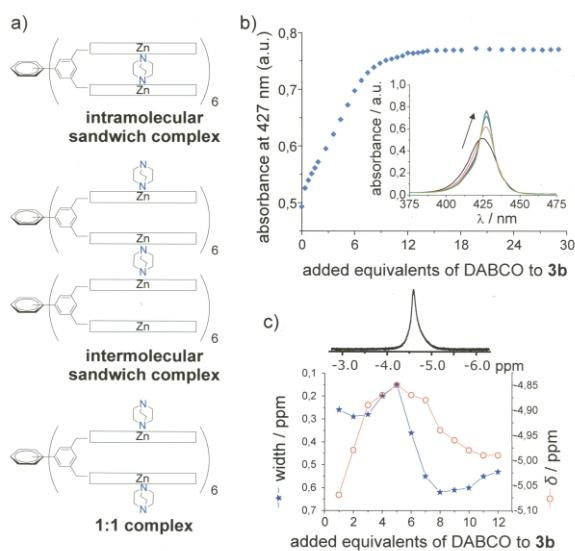 a)
Zn
N
N
Zn
6
intramolecular
sandwich complex
N
N
Zn
Zn
6
N
N
Zn
Zn
6
intermolecular
sandwich complex
N
N
Zn
Zn
N
N
6
1:1 complex
b)
absorbance at 427 nm (a.u.)
0,8
0,7
0,6
0,5
0 3 6 9 12 15 18 21 24 27 30
added equivalents of DABCO to 3b
absorbance / a.u.
1,0
0,8
0,6
0,4
0,2
0,0
375 400 425 450 475
λ / nm
c)
-3.0 -4.0 -5.0 -6.0 ppm
width / ppm
0,1
0,2
0,3
0,4
0,5
0,6
0,7
-4,85
-4,90
-4,95
-5,00
-5,05
-5,10
δ / ppm
0 2 4 6 8 10 12
added equivalents of DABCO to 3b